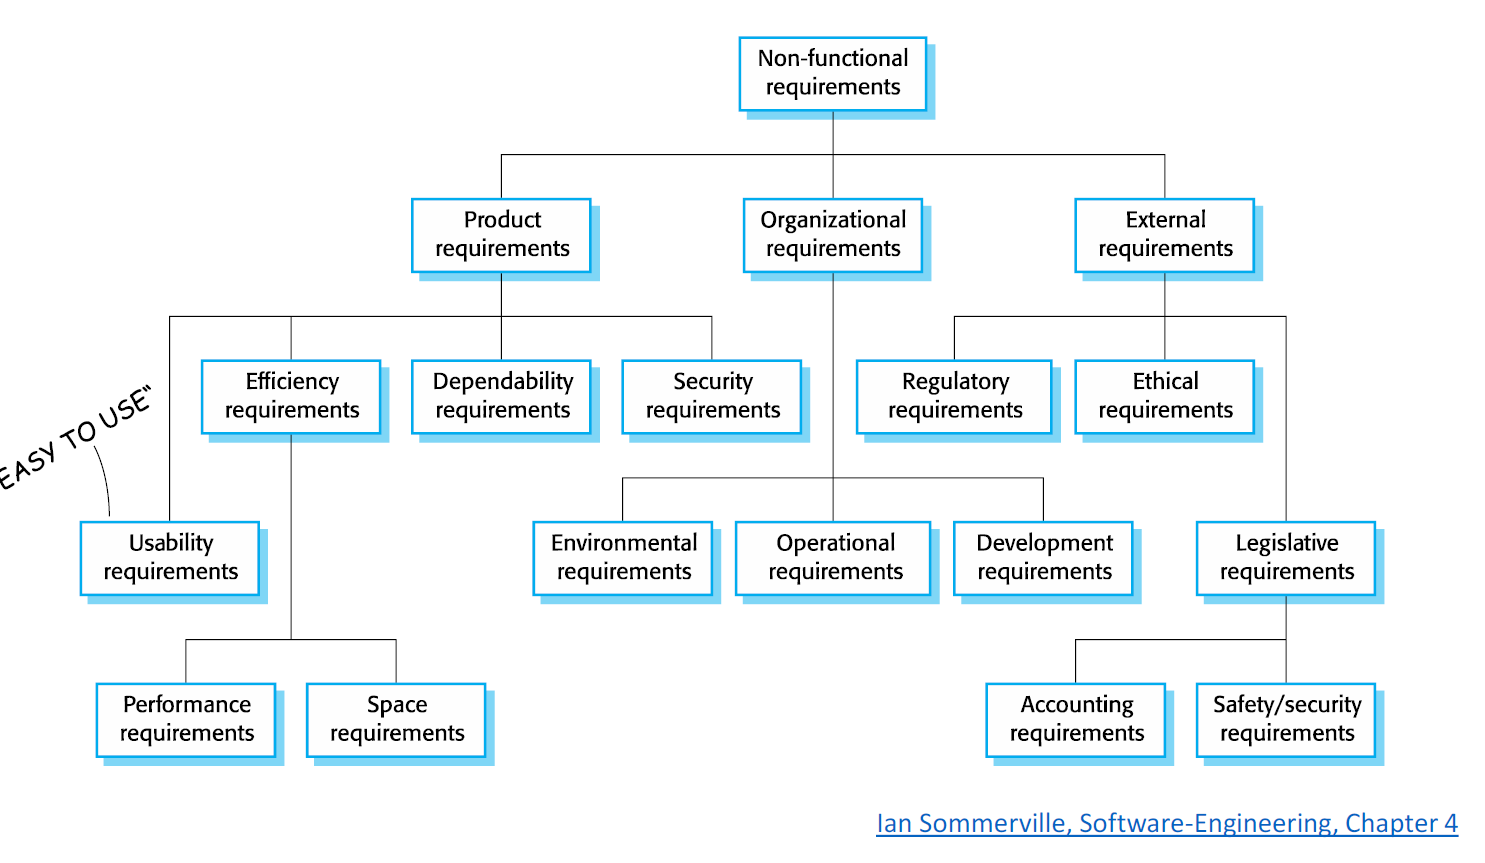 Non-functional
requirements
Product
requirements
Organizational
requirements
External
requirements
Efficiency
requirements
Dependability
requirements
Security
requirements
Regulatory
requirements
Ethical
requirements
EASY TO USE“
Usability
requirements
Environmental
requirements
Operational
requirements
Development
requirements
Legislative
requirements
Performance
requirements
Space
requirements
Accounting
requirements
Safety/security
requirements
Ian Sommerville, Software-Engineering, Chapter 4